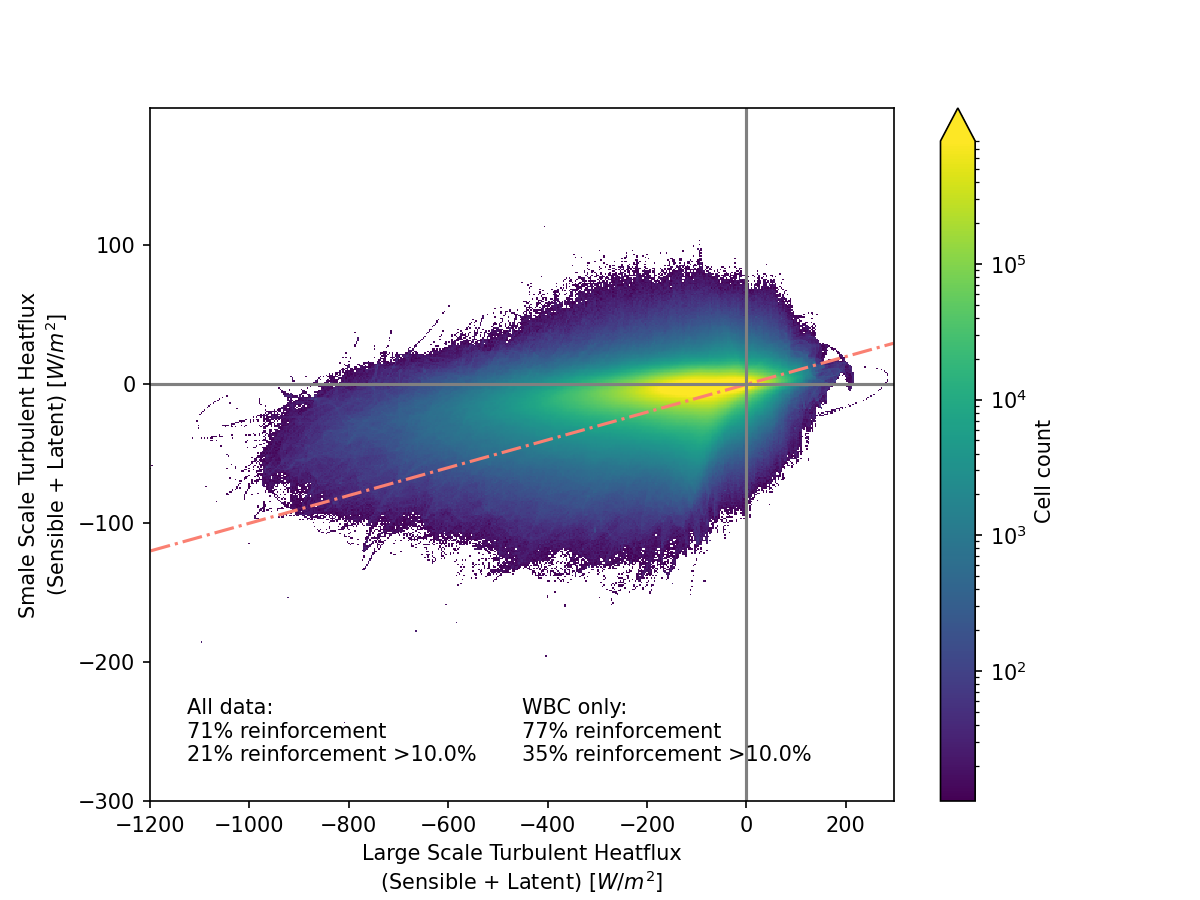 Smale Scale Turbulent Heatflux
(Sensible + Latent) [W/m²]
100
0
−100
−200
−300
All data:
71% reinforcement
21% reinforcement >10.0%
WBC only:
77% reinforcement
35% reinforcement >10.0%
−1200
−1000
−800
−600
−400
−200
0
200
Large Scale Turbulent Heatflux
(Sensible + Latent) [W/m²]
10⁵
10⁴
10³
10²
Cell count